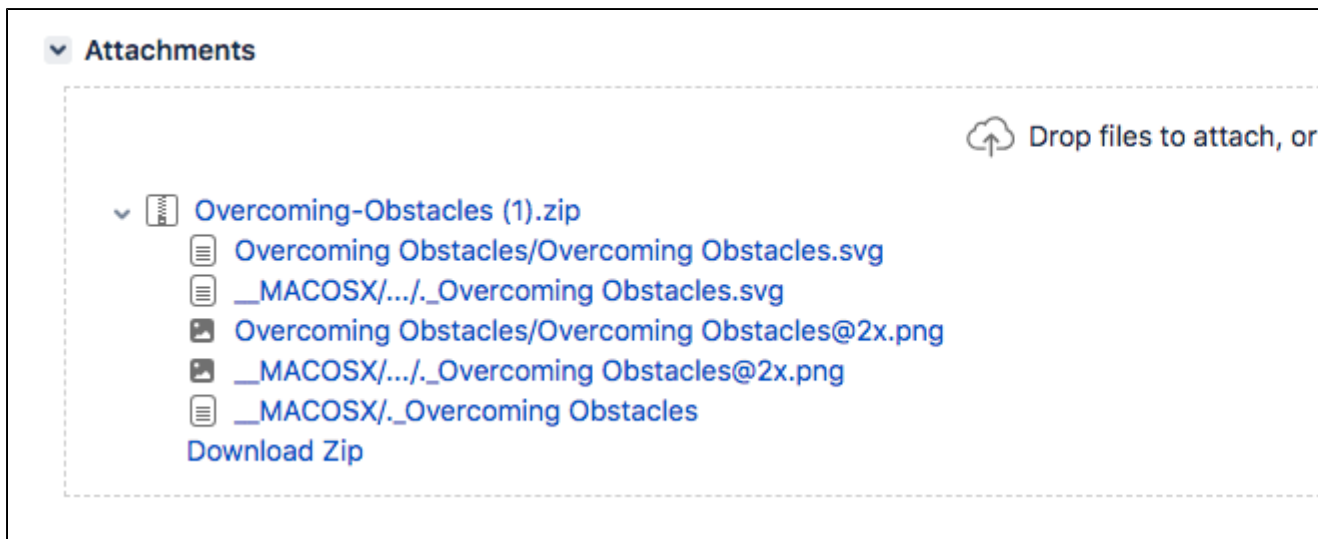 Attachments
Drop files to attach, or
Overcoming-Obstacles (1).zip
Overcoming Obstacles/Overcoming Obstacles.svg
__MACOSX/.../._Overcoming Obstacles.svg
Overcoming Obstacles/Overcoming Obstacles@2x.png
__MACOSX/.../._Overcoming Obstacles@2x.png
__MACOSX/._Overcoming Obstacles
Download Zip